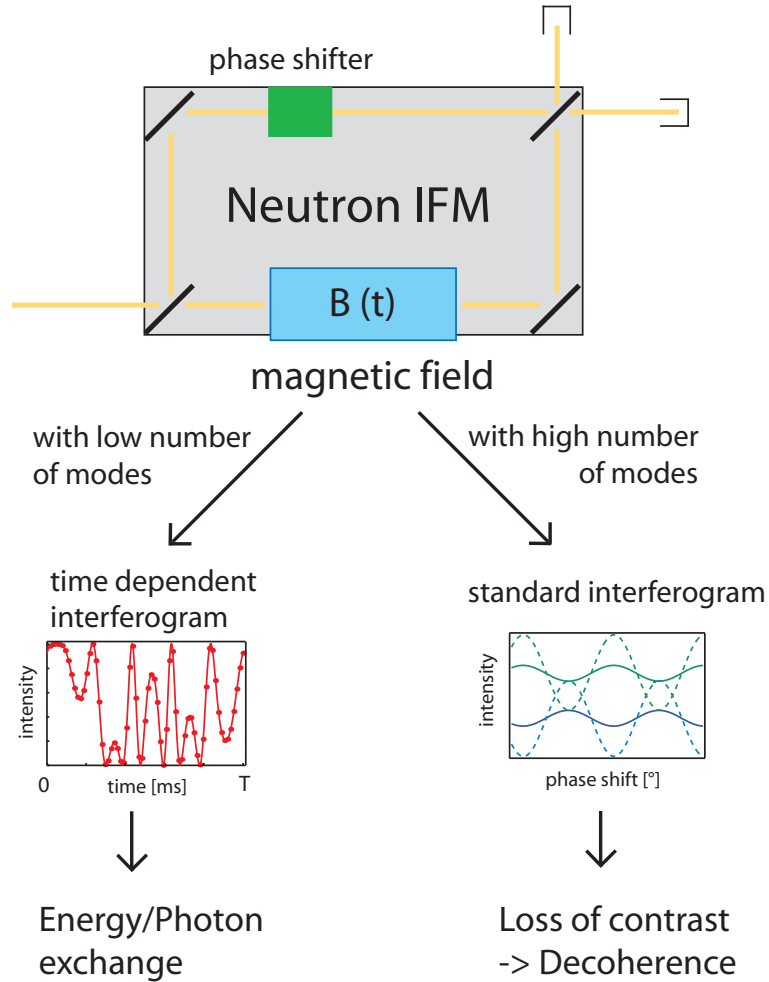 phase shifter
Neutron IFM
B (t)
magnetic field
with low number
of modes
with high number
of modes
time dependent
interferogram
intensity
0
time [ms]
T
standard interferogram
intensity
phase shift [°]
Energy/Photon
exchange
Loss of contrast
-> Decoherence